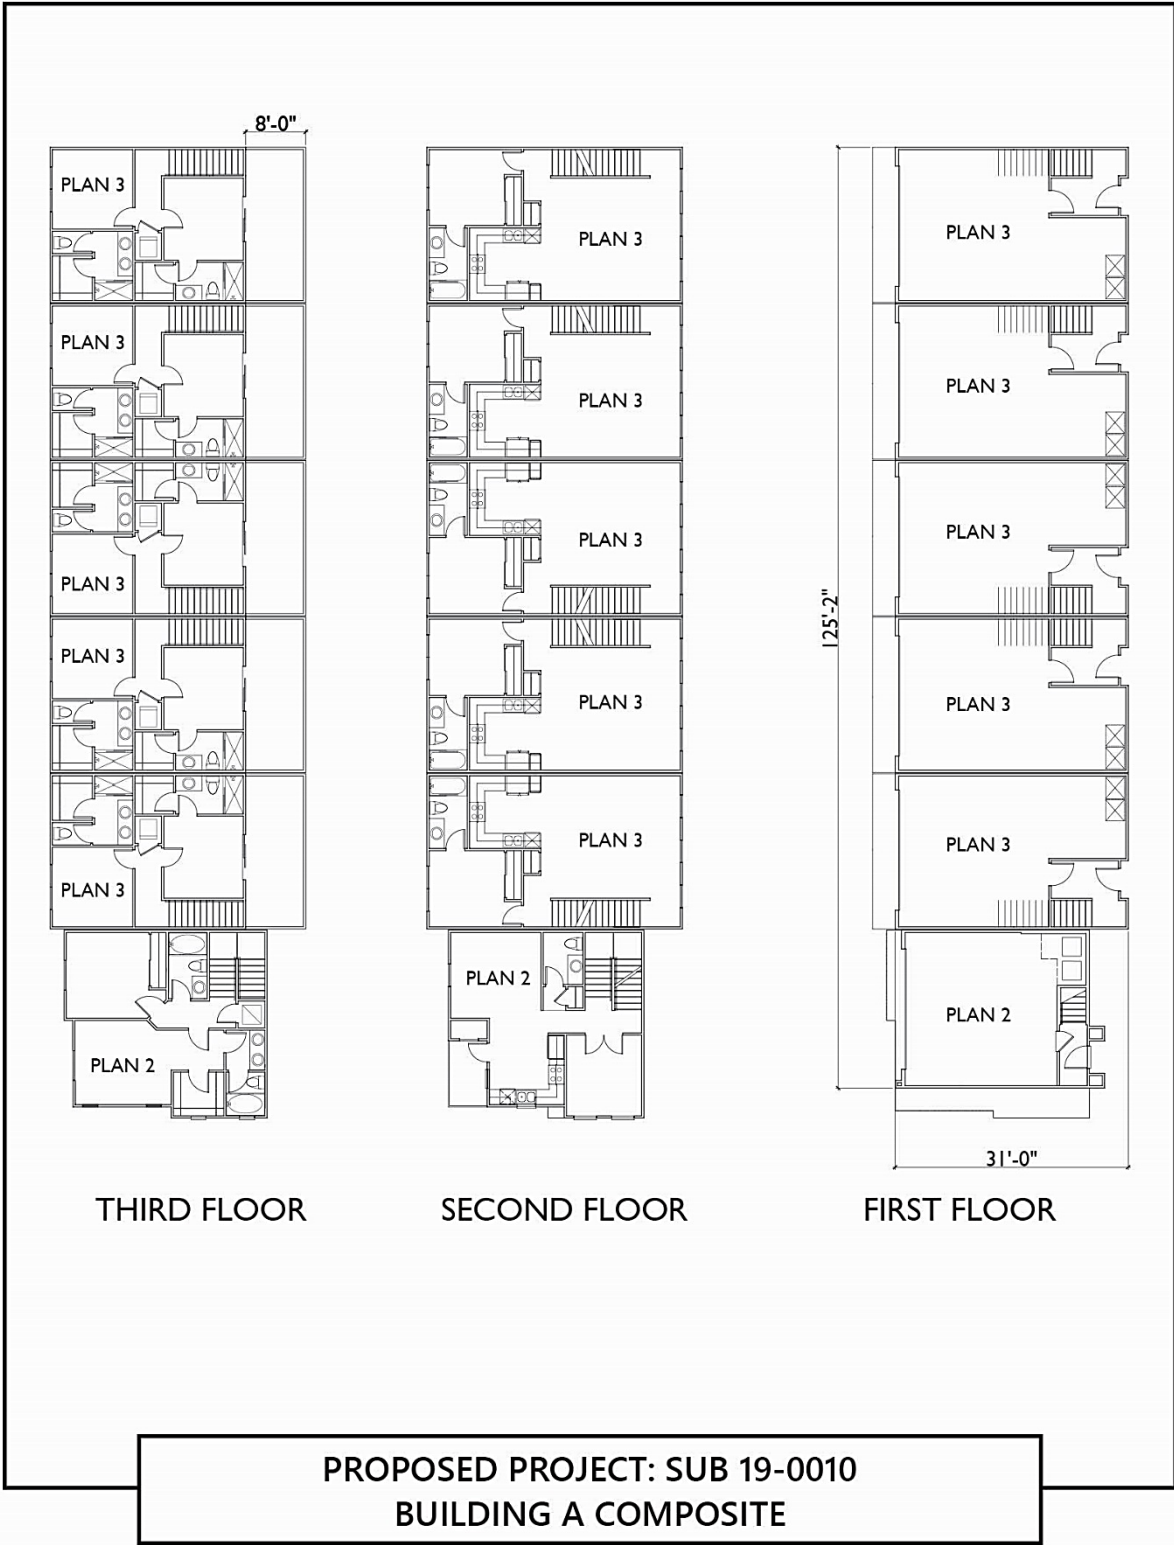 8'-0"
PLAN 3
PLAN 3
PLAN 3
PLAN 3
PLAN 3
PLAN 2
THIRD FLOOR
PLAN 3
PLAN 3
PLAN 3
PLAN 3
PLAN 3
PLAN 2
SECOND FLOOR
125'-2"
PLAN 3
PLAN 3
PLAN 3
PLAN 3
PLAN 3
PLAN 2
31'-0"
FIRST FLOOR
PROPOSED PROJECT: SUB 19-0010
BUILDING A COMPOSITE